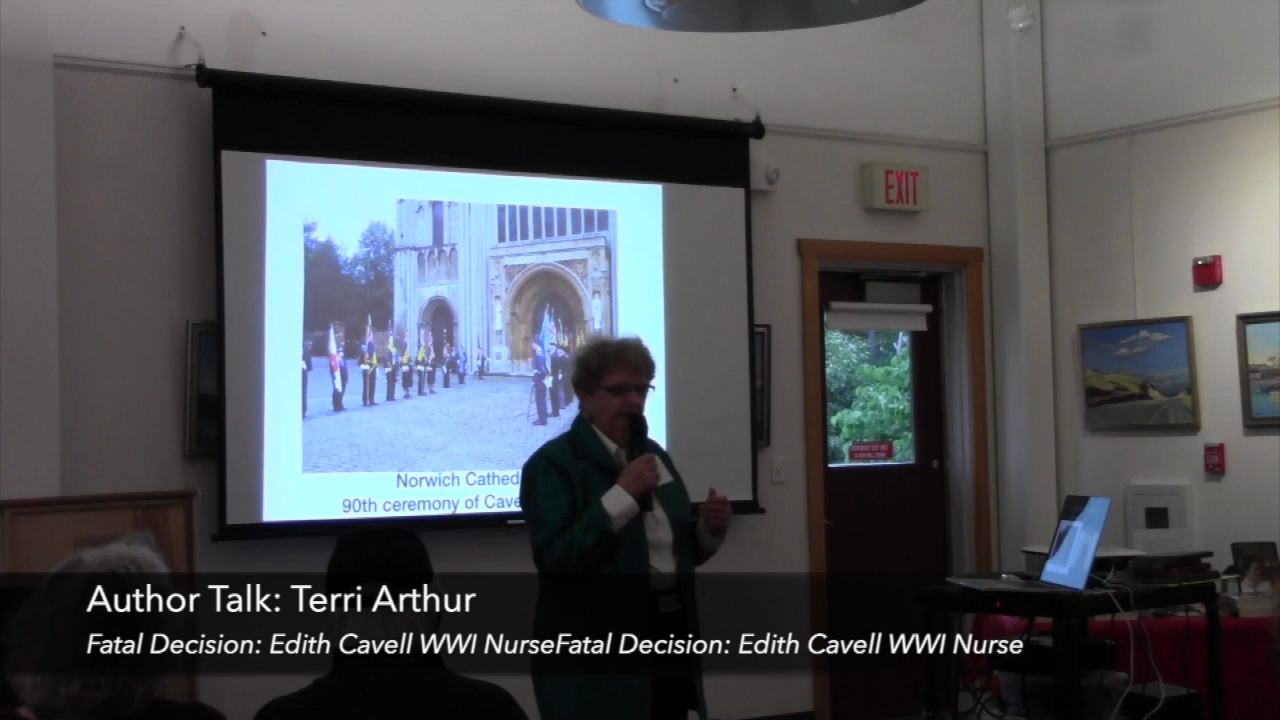 EXIT
Norwich Cathed
90th ceremony of Cave
Author Talk: Terri Arthur
Fatal Decision: Edith Cavell WWI NurseFatal Decision: Edith Cavell WWI Nurse